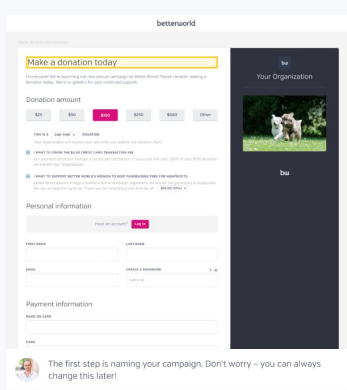 betterworld
Make a donation today
Hi everyone! We're launching our new annual campaign on Better World! Please consider making a
donation today. We're so grateful for your continued support!
Donation amount
$25
$50
$100
$250
$500
Other
THIS IS A
DONATION
I WANT TO COVER THE
CREDIT CARD TRANSACTION FEE
I WANT TO SUPPORT BETTER WORLD'S MISSION TO KEEP FUNDRAISING FREE FOR NONPROFITS
Personal information
Have an account?
Log in
FIRST NAME
LAST NAME
EMAIL
CREATE A PASSWORD
optional
Payment information
NAME ON CARD
CARD
bw
Your Organization
bw
The first step is naming your campaign. Don't worry – you can always
change this later!